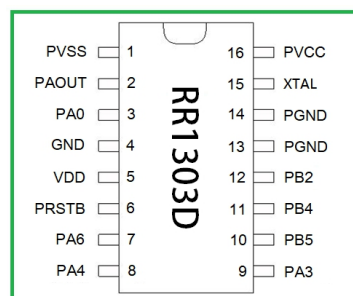 PVSS 1 16 PVCC
PAOUT 2 15 XTAL
PA0 3 14 PGND
GND 4 13 PGND
VDD 5 12 PB2
PRSTB 6 11 PB4
PA6 7 10 PB5
PA4 8 9 PA3
RR1303D